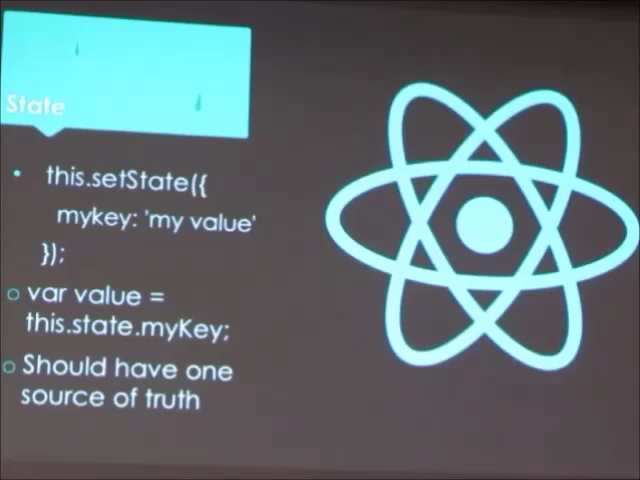 State
• this.setState({
mykey: 'my value'
});
○ var value =
this.state.myKey;
○ Should have one
source of truth